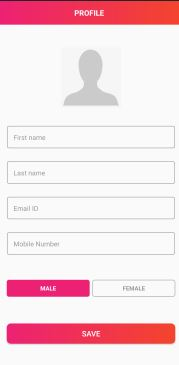 PROFILE
First name
Last name
Email ID
Mobile Number
MALE FEMALE
SAVE